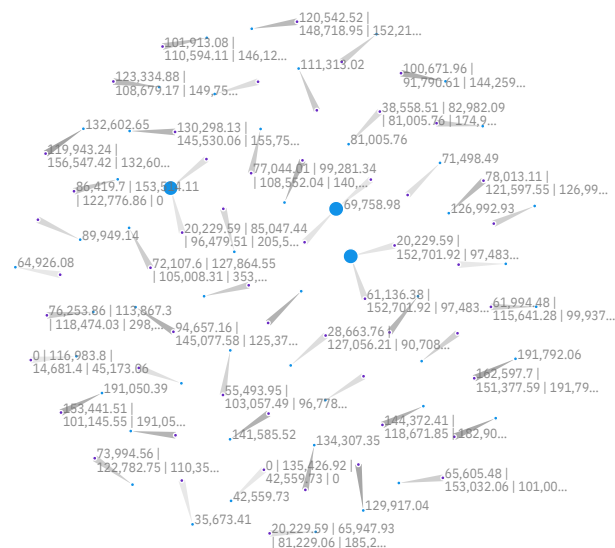 120,542.52 |
148,718.95 | 152,21...
101,913.08 |
110,594.11 | 146,12...
111,313.02
100,671.96 |
91,790.61 | 144,259...
123,334.88 |
108,679.17 | 149,75...
38,558.51 | 82,982.09
| 81,005.76 | 174,9...
132,602.65
130,298.13 |
145,530.06 | 155,75...
81,005.76
119,943.24 |
156,547.42 | 132,60...
71,498.49
77,044.01 | 99,281.34
| 108,552.04 | 140,...
78,013.11 |
121,597.55 | 126,99...
86,419.7 | 153,514.11
| 122,776.86 | 0
69,758.98
126,992.93
89,949.14
20,229.59 | 85,047.44
| 96,479.51 | 205,5...
20,229.59 |
152,701.92 | 97,483...
64,926.08
72,107.6 | 127,864.55
| 105,008.31 | 353,...
61,136.38 |
152,701.92 | 97,483...
61,994.48 |
115,641.28 | 99,937...
76,253.86 | 113,867.3
| 118,474.03 | 298,...
94,657.16 |
145,077.58 | 125,37...
28,663.76 |
127,056.21 | 90,708...
0 | 116,983.8 |
14,681.4 | 45,173.86
191,792.06
162,597.7 |
151,377.59 | 191,79...
191,050.39
55,493.95 |
103,057.49 | 96,778...
153,441.51 |
101,145.55 | 191,05...
144,372.41 |
118,671.85 | 182,90...
141,585.52
134,307.35
73,994.56 |
122,782.75 | 110,35...
0 | 135,426.92 |
42,559.73 | 0
65,605.48 |
153,032.06 | 101,00...
42,559.73
129,917.04
35,673.41
20,229.59 | 65,947.93
| 81,229.06 | 185,2...